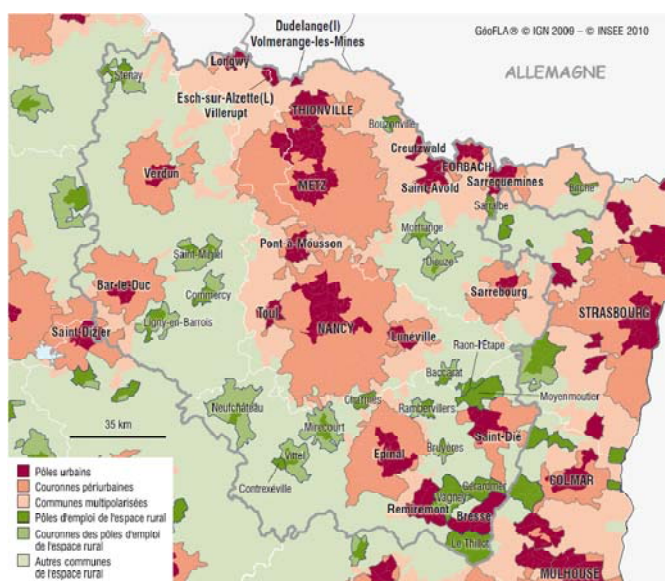 GéoFLA® © IGN 2009 – © INSEE 2010
ALLEMAGNE
Dudelange(l)
Volmerange-les-Mines
Longwy
Stenay
Esch-sur-Alzette(L)
Villerupt
THIONVILLE
Bouzonville
Creutzwald
FORBACH
Verdun
METZ
Saint-Avold
Sarreguemines
Bitche
Sarralbe
Morhange
Pont-à-Mousson
Saint-Mihiel
Dieuze
Bar-le-Duc
Commercy
Sarrebourg
STRASBOURG
Toul
NANCY
Ligny-en-Barrois
Saint-Dizier
Lunéville
Raon-l'Étape
Baccarat
Moyenmoutier
Neufchâteau
Charmes
Rambervillers
35 km
Mirecourt
Saint-Dié
Vittel
Epinal
Bruyères
Contrexéville
Gérardmer
COLMAR
Vagney
Remiremont
Bresse
Le Thillot
MULHOUSE
Pôles urbains
Couronnes périurbaines
Communes multipolarisées
Pôles d'emploi de l'espace rural
Couronnes des pôles d'emploi
de l'espace rural
Autres communes
de l'espace rural